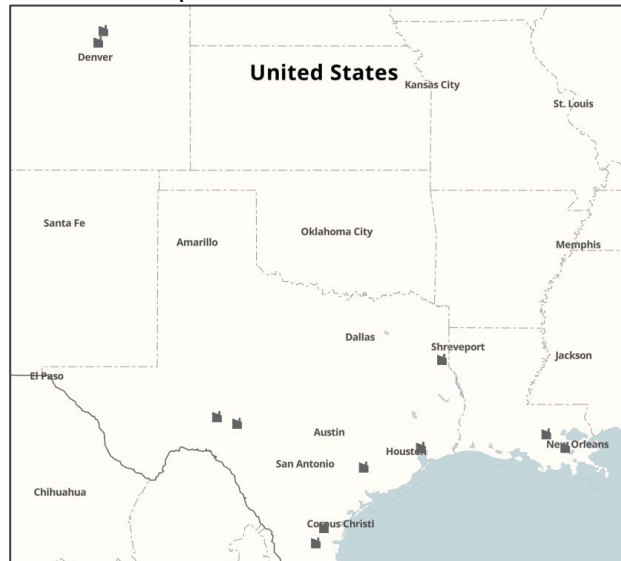 Denver
United States
Kansas City
St. Louis
Santa Fe
Amarillo
Oklahoma City
Memphis
Dallas
Shreveport
Jackson
El Paso
Austin
New Orleans
Houston
San Antonio
Chihuahua
Corpus Christi